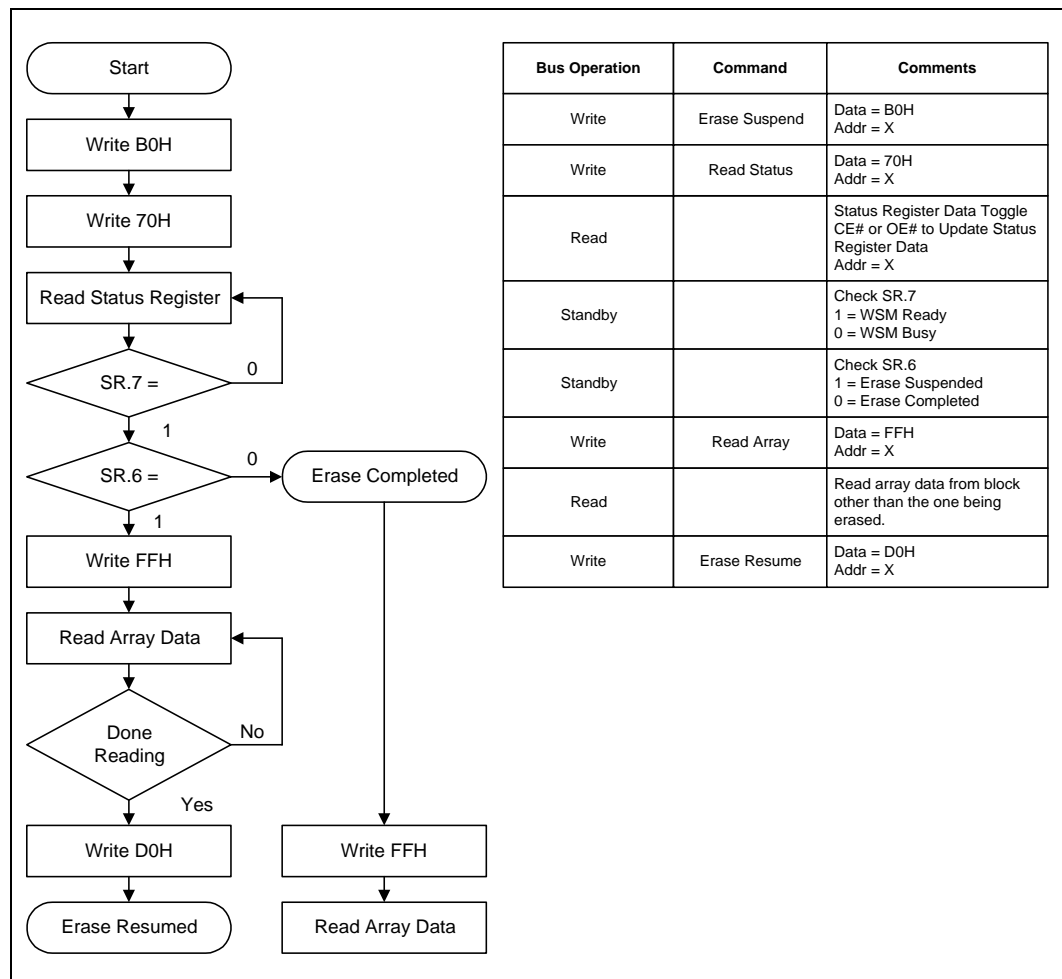 Start
Write B0H
Write 70H
Read Status Register
SR.7 =
0
1
SR.6 =
0
Erase Completed
1
Write FFH
Read Array Data
Done
Reading
No
Yes
Write D0H
Write FFH
Erase Resumed
Read Array Data
Bus Operation Command Comments
Write Erase Suspend Data = B0H
Addr = X
Write Read Status Data = 70H
Addr = X
Read Status Register Data Toggle
CE# or OE# to Update Status
Register Data
Addr = X
Standby Check SR.7
1 = WSM Ready
0 = WSM Busy
Standby Check SR.6
1 = Erase Suspended
0 = Erase Completed
Write Read Array Data = FFH
Addr = X
Read Read array data from block
other than the one being
erased.
Write Erase Resume Data = D0H
Addr = X